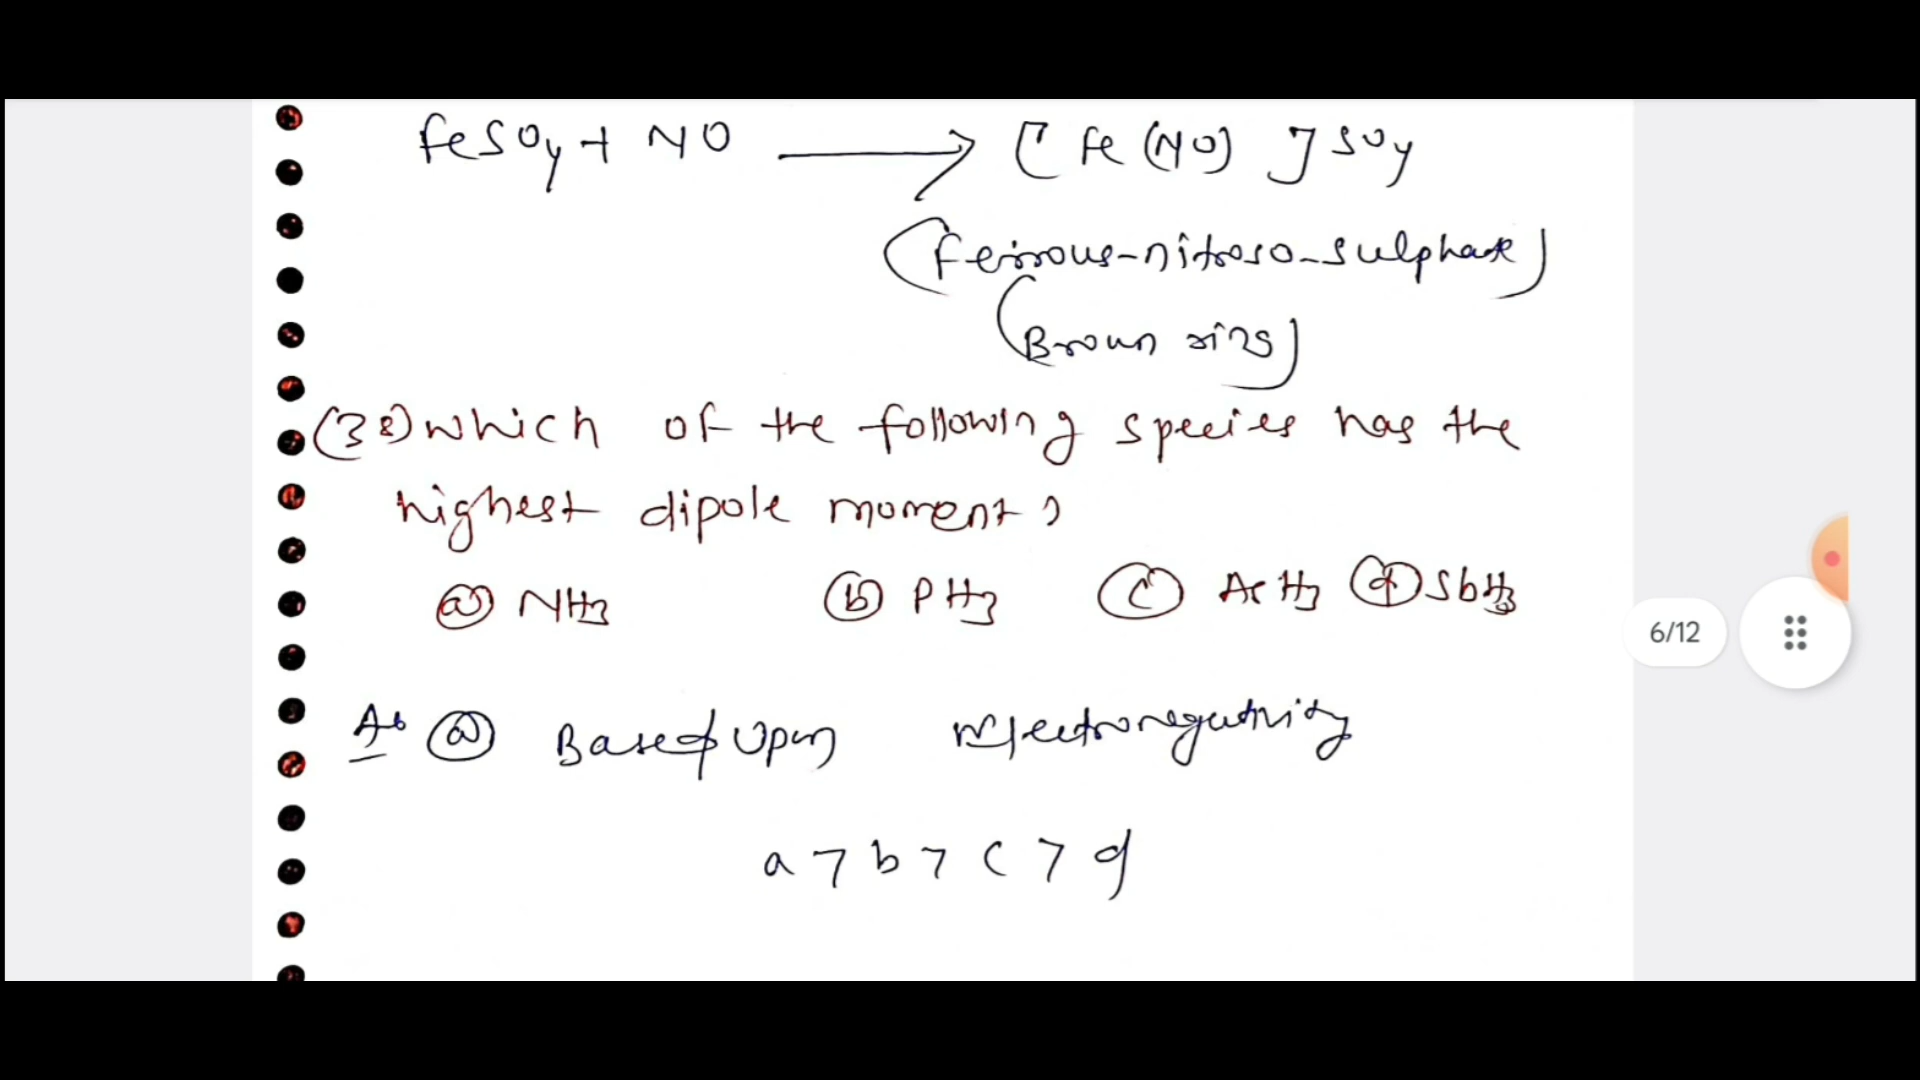 FeSO4 + NO → [Fe(NO)]SO4
(Ferrous-nitroso-sulphate)
(Brown ring)
(38) which of the following species has the
highest dipole moment?
(a) NH3 (b) PH3 (c) AsH3 (d) SbH3
6/12
(a) Based upon electronegativity
a > b > c > d